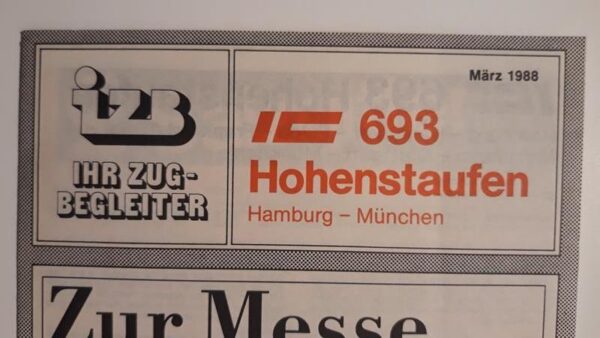 März 1988
izB
IHR ZUG-
BEGLEITER
IC 693
Hohenstaufen
Hamburg – München
Zur Messe